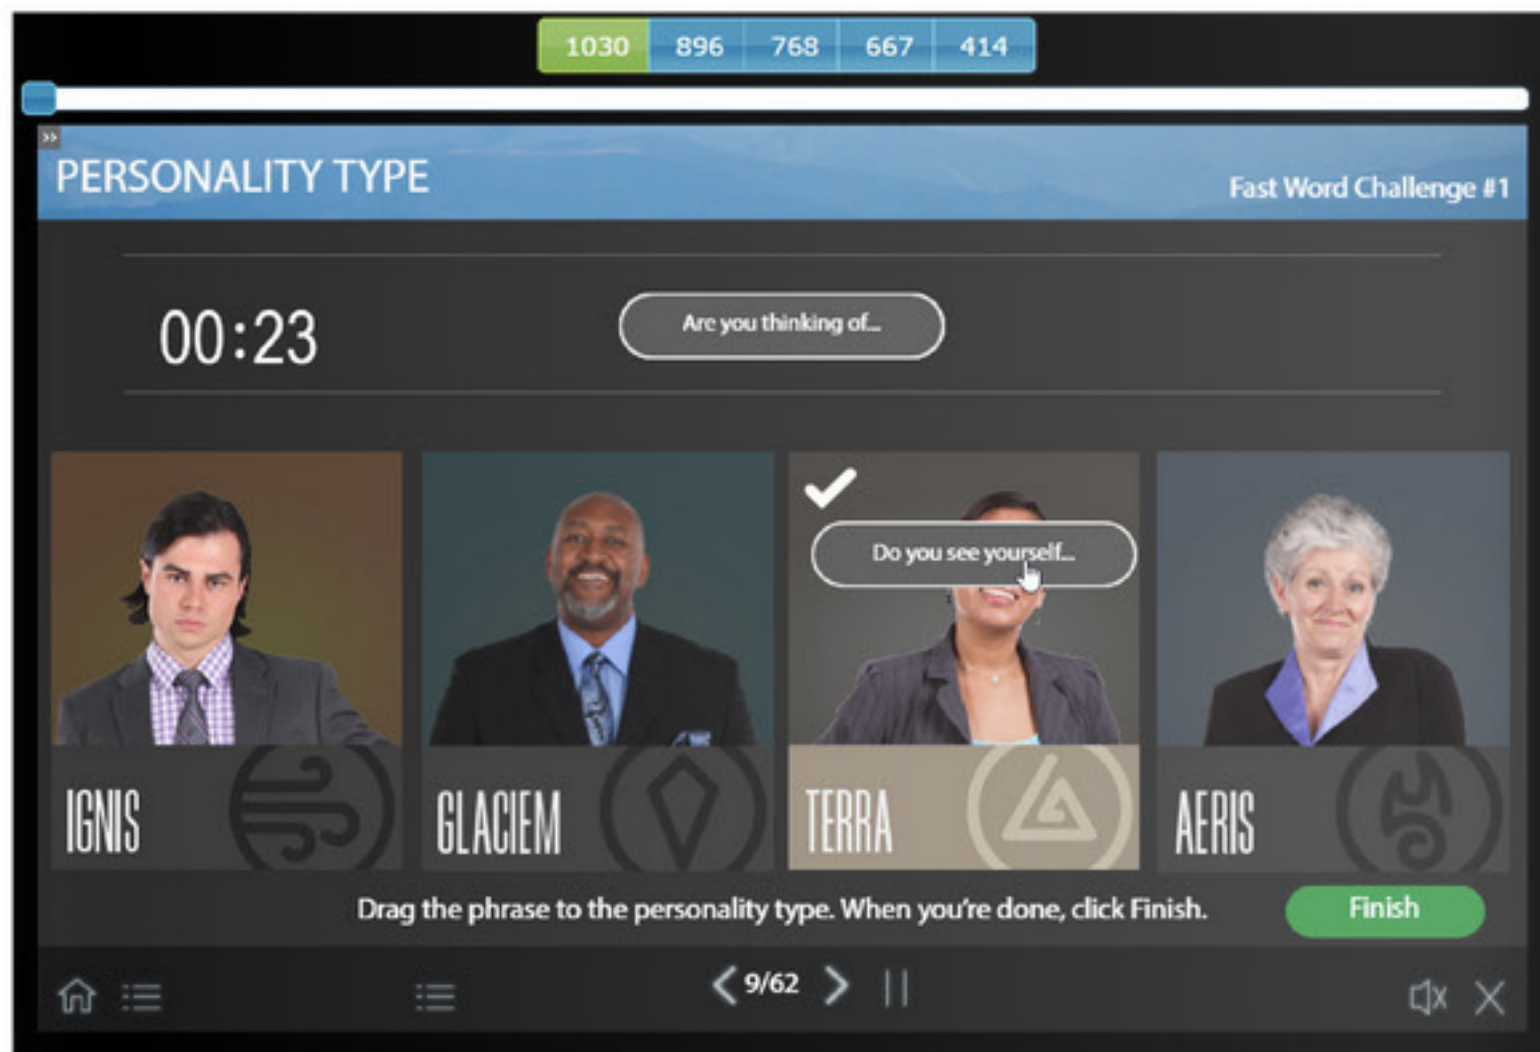 1030 896 768 667 414
PERSONALITY TYPE
Fast Word Challenge #1
00:23
Are you thinking of...
Do you see yourself...
IGNIS
GLACIEM
TERRA
AERIS
Drag the phrase to the personality type. When you're done, click Finish.
Finish
9/62